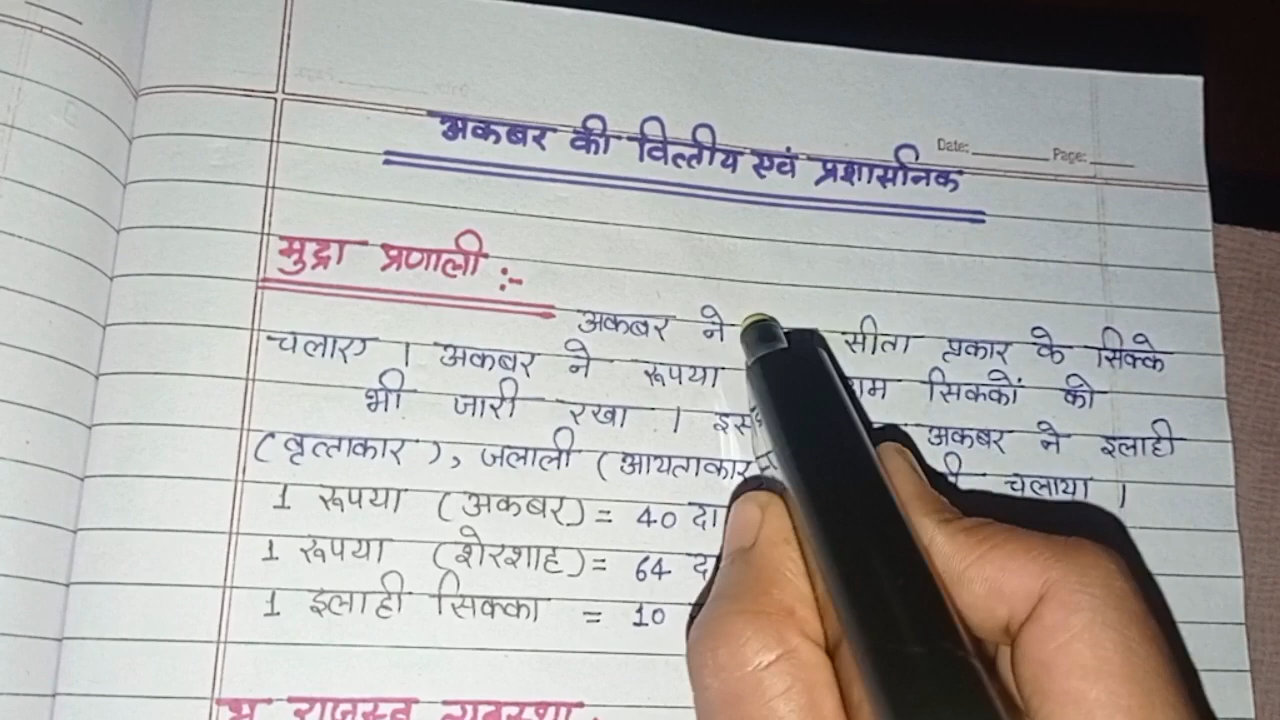 अकबर की वित्तीय एवं प्रशासनिक
Date: Page:
मुद्रा प्रणाली :-
अकबर ने सीता प्रकार के सिक्के
चलाए । अकबर ने रूपया सिककों को
भी जारी रखा । अकबर ने इलाही
(वृत्ताकार), जलाली (आयताकार चलाया ।
1 रूपया (अकबर) = 40
1 रूपया (शेरशाह) = 64
1 इलाही सिक्का = 10